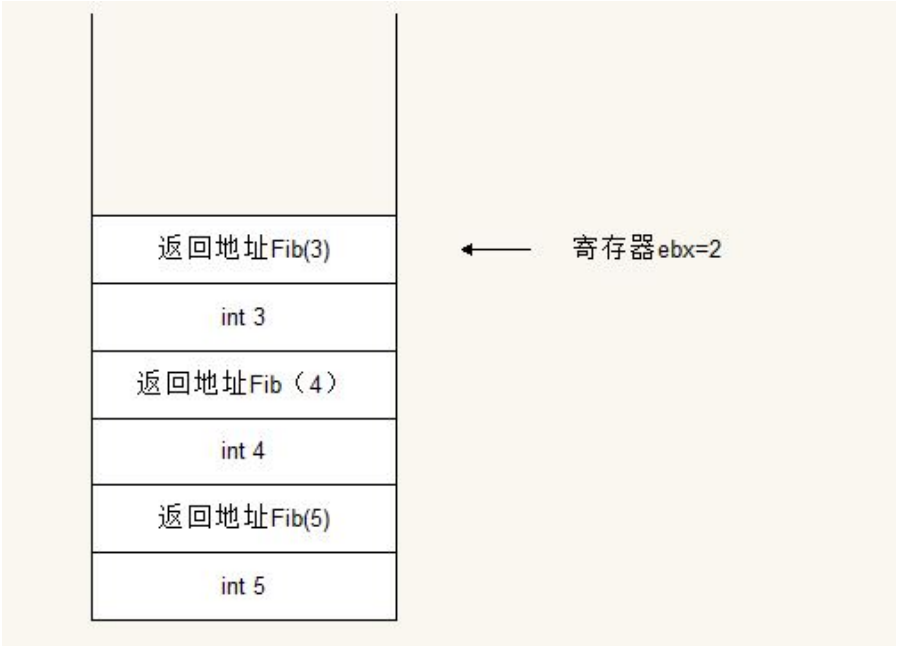 返回地址Fib(3)
寄存器ebx=2
int 3
返回地址Fib（4）
int 4
返回地址Fib(5)
int 5